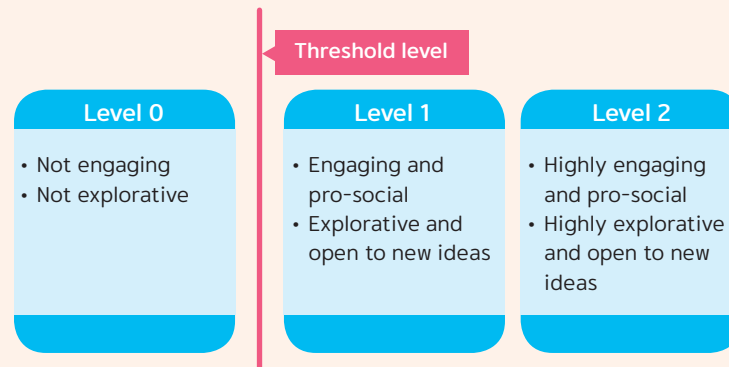 Threshold level
Level 0
• Not engaging
• Not explorative
Level 1
• Engaging and
pro-social
• Explorative and
open to new ideas
Level 2
• Highly engaging
and pro-social
• Highly explorative
and open to new
ideas